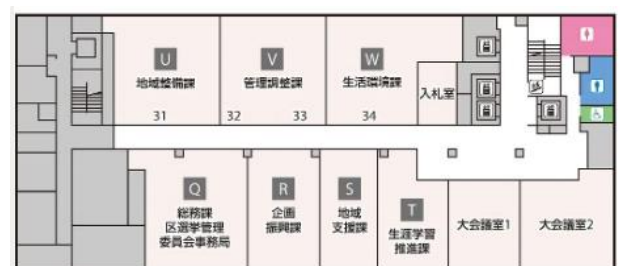 U
地域整備課
31
V
管理調整課
32 33
W
生活環境課
34
入札室
Q
総務課
区選挙管理
委員会事務局
R
企画
振興課
S
地域
支援課
T
生涯学習
推進課
大会議室1
大会議室2